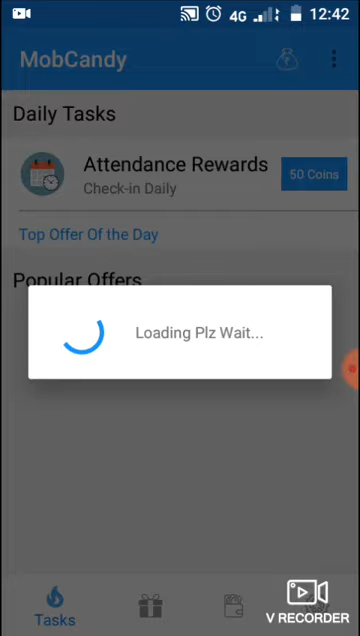 4G 12:42
MobCandy
Daily Tasks
Attendance Rewards
Check-in Daily
50 Coins
Top Offer Of the Day
Popular Offers
Loading Plz Wait...
Tasks
V RECORDER